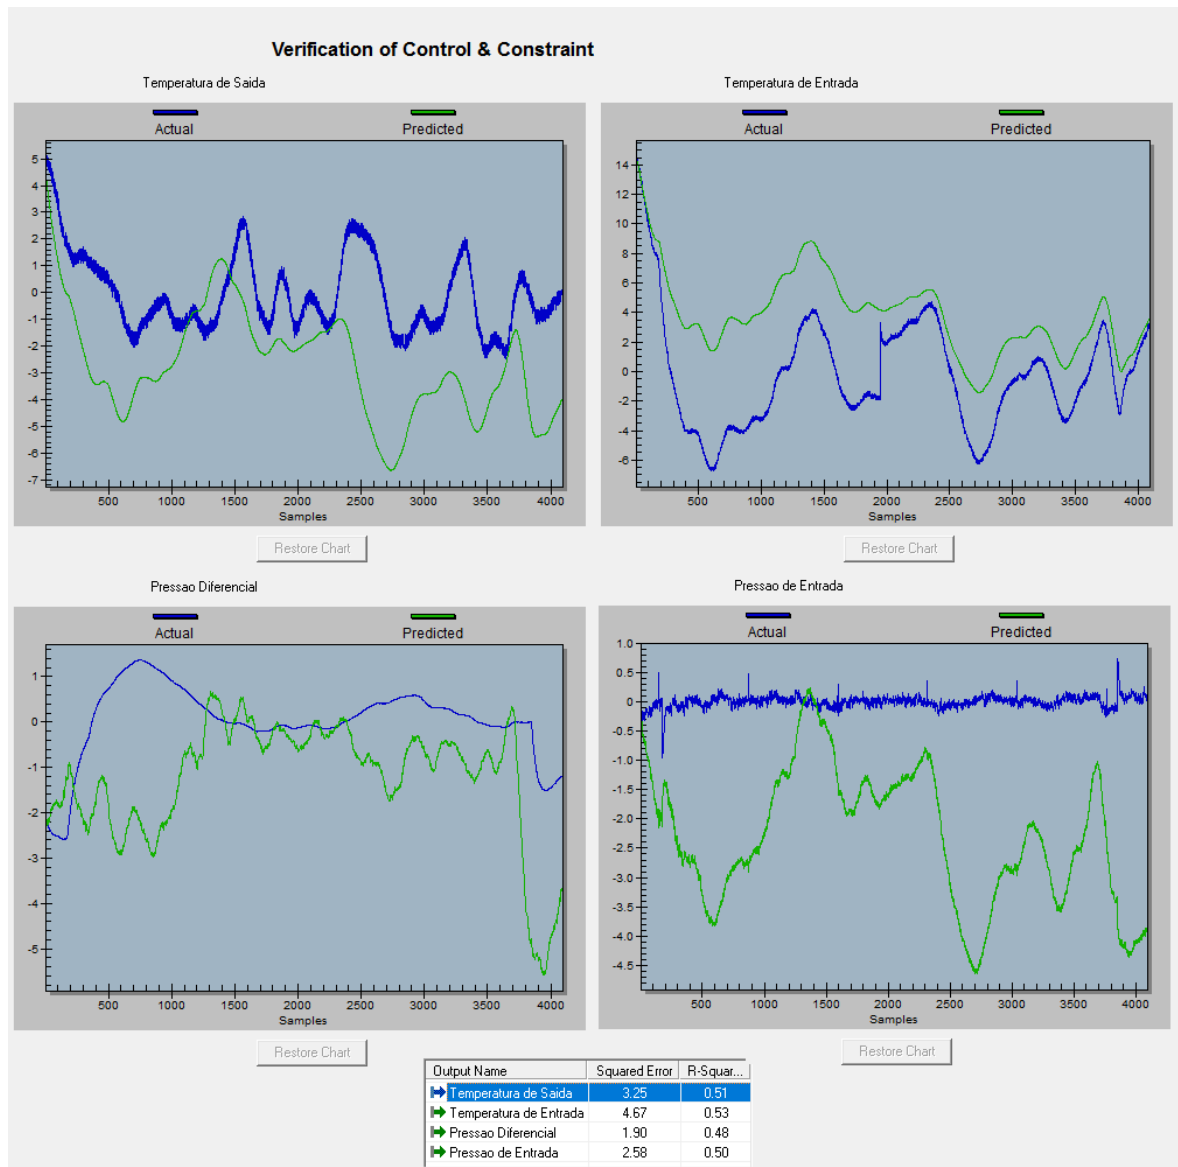 Verification of Control & Constraint
Temperatura de Saida
Actual Predicted
5
4
3
2
1
0
-1
-2
-3
-4
-5
-6
-7
500 1000 1500 2000 2500 3000 3500 4000
Samples
Restore Chart
Temperatura de Entrada
Actual Predicted
14
12
10
8
6
4
2
0
-2
-4
-6
500 1000 1500 2000 2500 3000 3500 4000
Samples
Restore Chart
Pressao Diferencial
Actual Predicted
1
0
-1
-2
-3
-4
-5
500 1000 1500 2000 2500 3000 3500 4000
Samples
Restore Chart
Pressao de Entrada
Actual Predicted
1.0
0.5
0
-0.5
-1.0
-1.5
-2.0
-2.5
-3.0
-3.5
-4.0
-4.5
500 1000 1500 2000 2500 3000 3500 4000
Samples
Restore Chart
Output Name Squared Error R-Squar...
Temperatura de Saida 3.25 0.51
Temperatura de Entrada 4.67 0.53
Pressao Diferencial 1.90 0.48
Pressao de Entrada 2.58 0.50